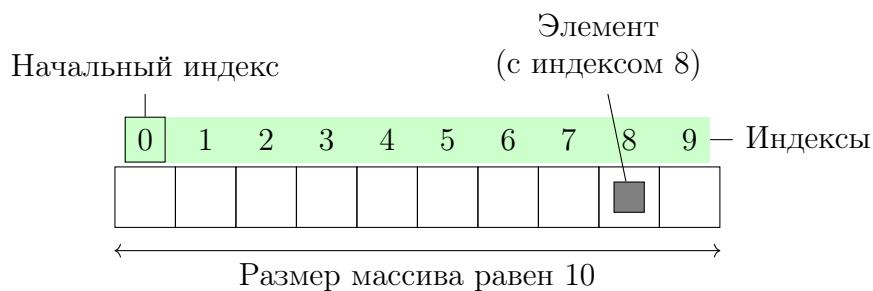 Элемент
(с индексом 8)
Начальный индекс
0 1 2 3 4 5 6 7 8 9
Индексы
Размер массива равен 10